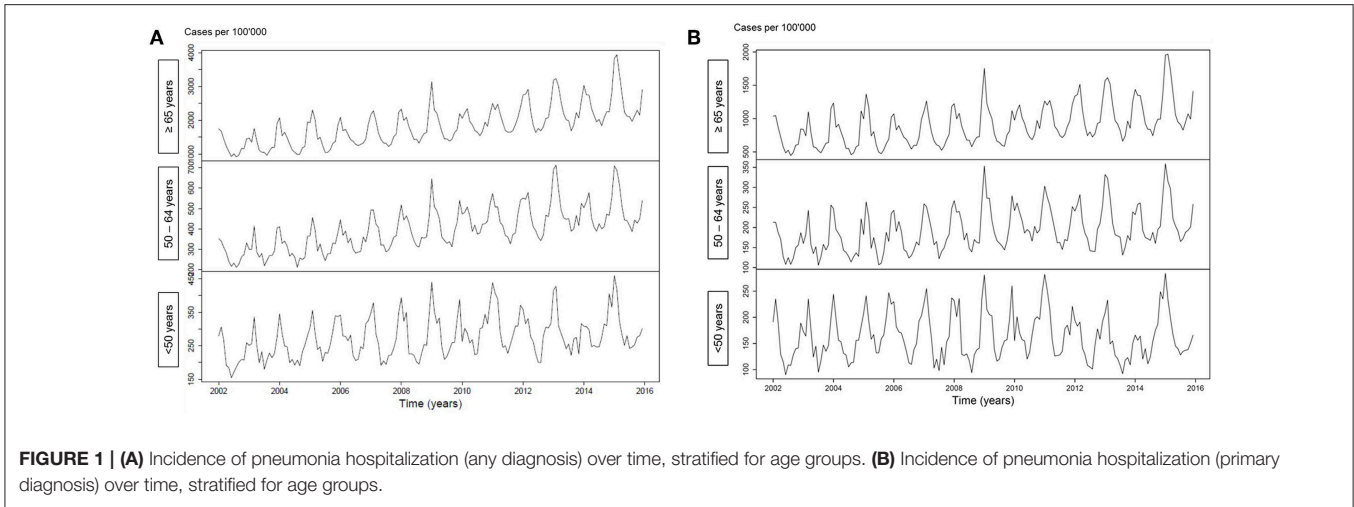 A
Cases per 100'000
≥ 65 years
4000
3000
2000
1000
50 – 64 years
700
600
500
400
300
200
<50 years
450
350
250
150
2002 2004 2006 2008 2010 2012 2014 2016
Time (years)
B
Cases per 100'000
≥ 65 years
2000
1500
1000
500
50 – 64 years
350
300
250
200
150
100
<50 years
250
200
150
100
2002 2004 2006 2008 2010 2012 2014 2016
Time (years)
FIGURE 1 | (A) Incidence of pneumonia hospitalization (any diagnosis) over time, stratified for age groups. (B) Incidence of pneumonia hospitalization (primary
diagnosis) over time, stratified for age groups.